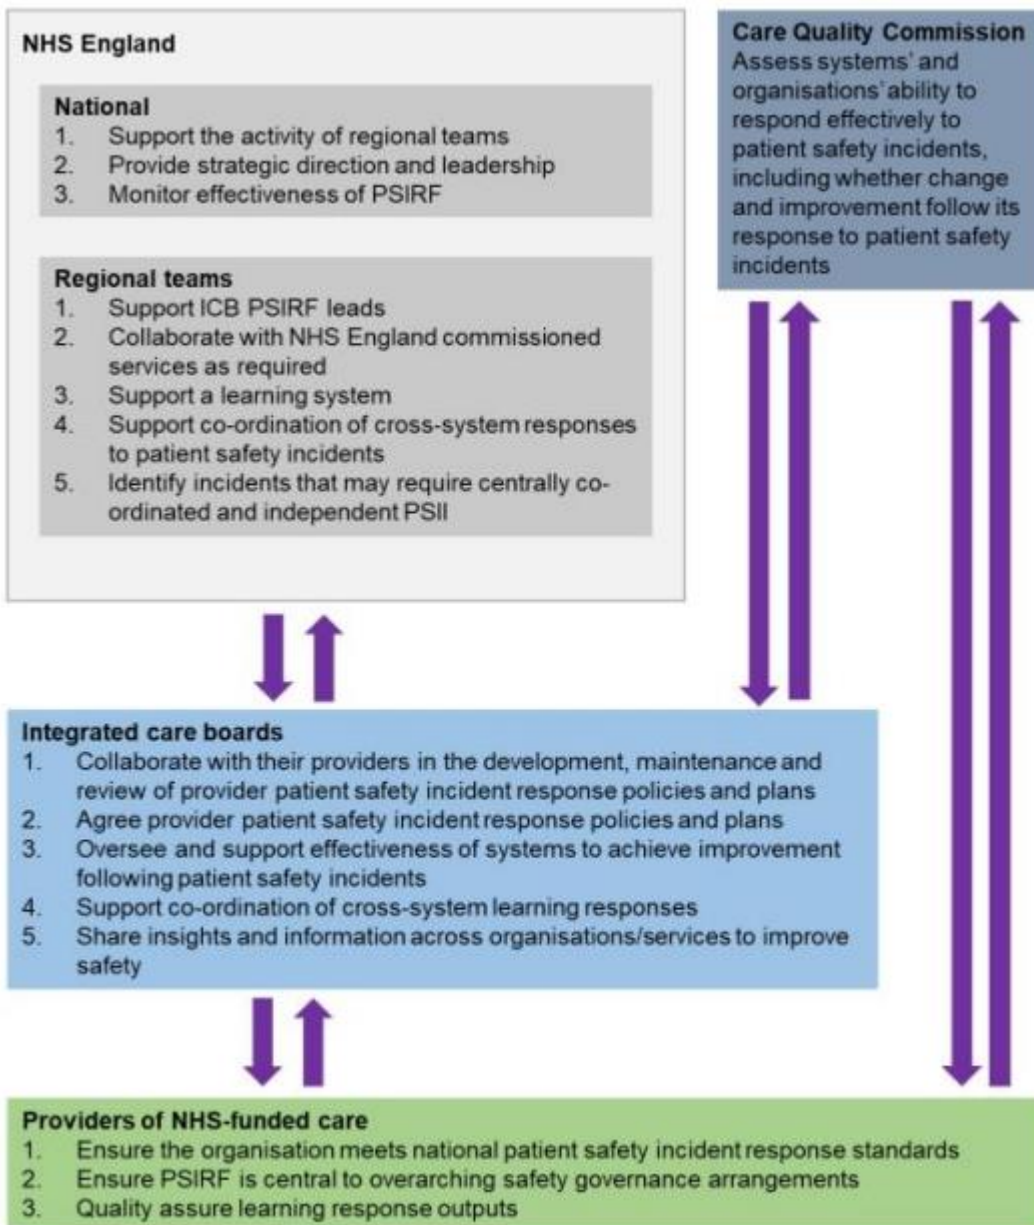 NHS England
National
1. Support the activity of regional teams
2. Provide strategic direction and leadership
3. Monitor effectiveness of PSIRF
Regional teams
1. Support ICB PSIRF leads
2. Collaborate with NHS England commissioned
services as required
3. Support a learning system
4. Support co-ordination of cross-system responses
to patient safety incidents
5. Identify incidents that may require centrally co-
ordinated and independent PSII
Care Quality Commission
Assess systems' and
organisations' ability to
respond effectively to
patient safety incidents,
including whether change
and improvement follow its
response to patient safety
incidents
Integrated care boards
1. Collaborate with their providers in the development, maintenance and
review of provider patient safety incident response policies and plans
2. Agree provider patient safety incident response policies and plans
3. Oversee and support effectiveness of systems to achieve improvement
following patient safety incidents
4. Support co-ordination of cross-system learning responses
5. Share insights and information across organisations/services to improve
safety
Providers of NHS-funded care
1. Ensure the organisation meets national patient safety incident response standards
2. Ensure PSIRF is central to overarching safety governance arrangements
3. Quality assure learning response outputs